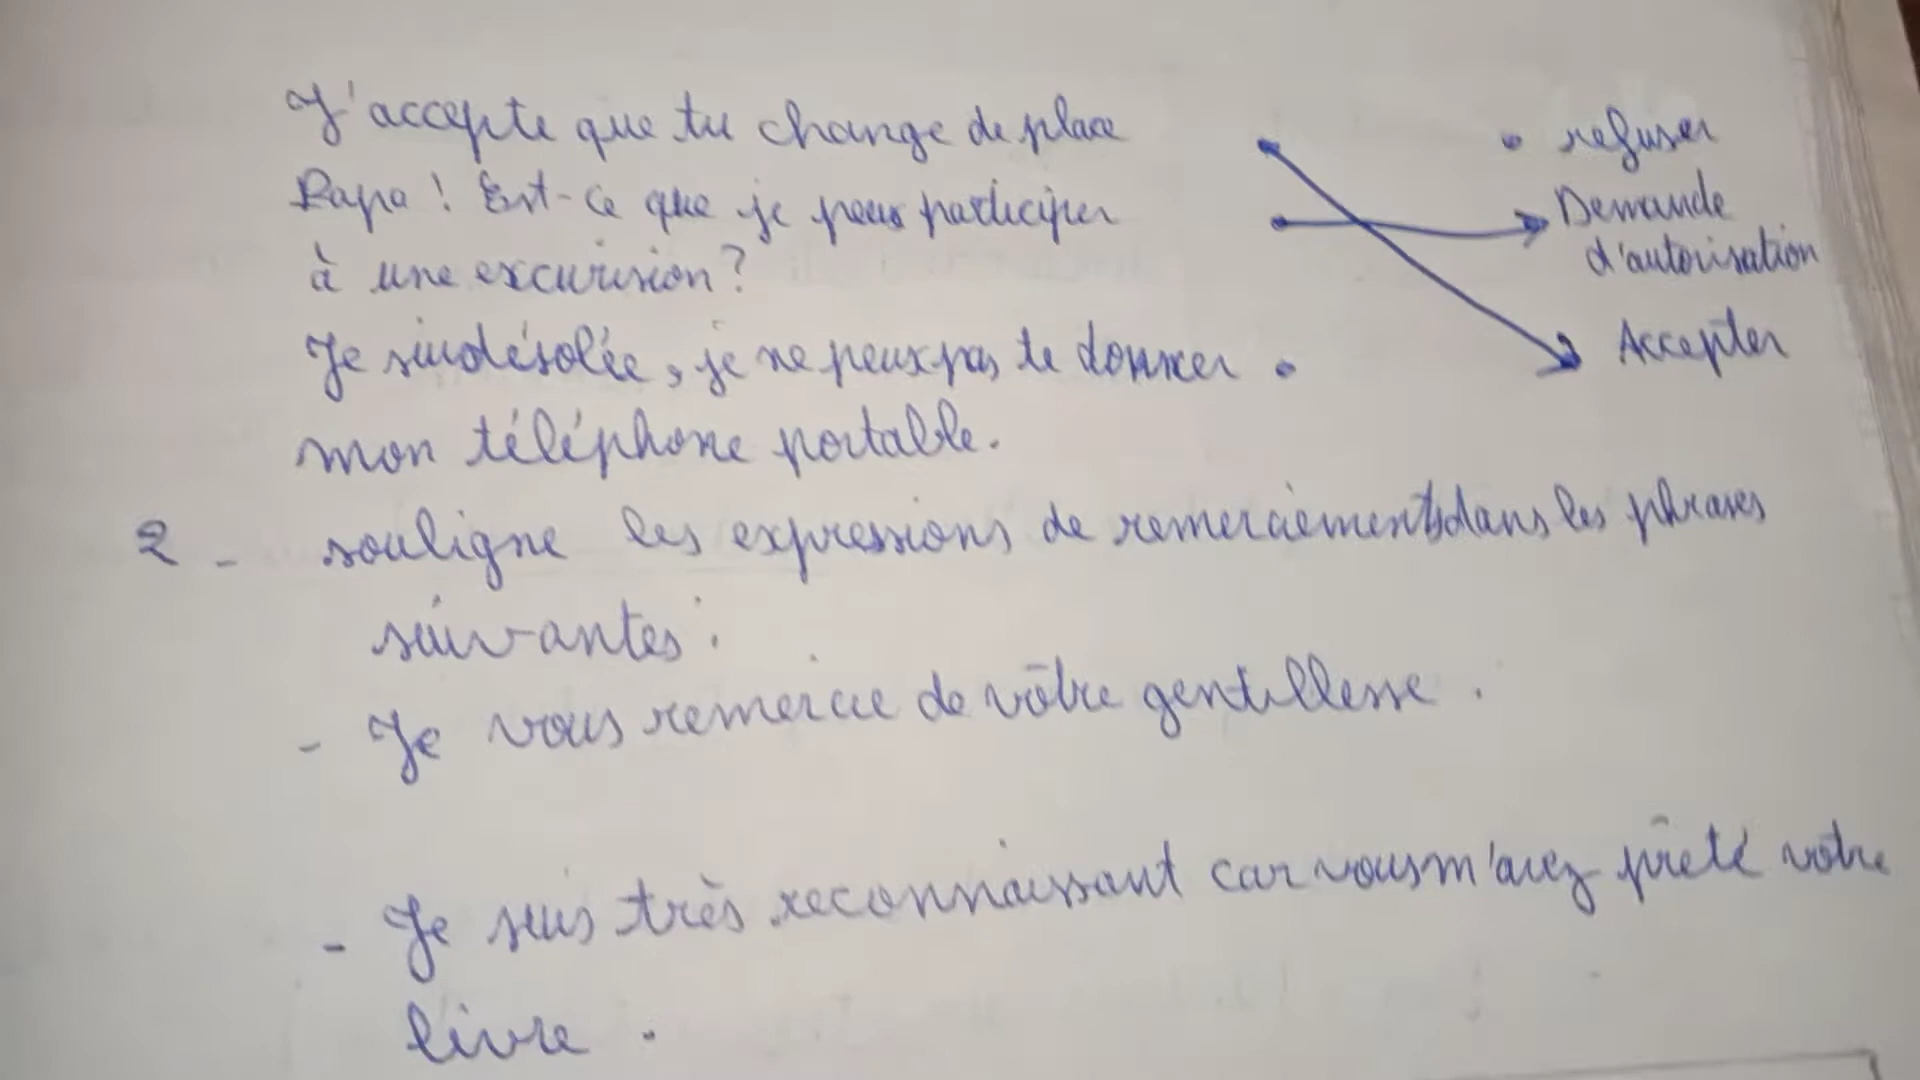 J'accepte que tu change de place
refuser
Papa ! Est-ce que je peux participer
Demande
à une excursion ?
d'autorisation
Je suis désolée, je ne peux pas te donner
Accepter
mon téléphone portable.
2 - souligne les expressions de remerciements dans les phrases
suivantes :
- Je vous remercie de vôtre gentillesse .
- Je suis très reconnaissant car vous m'avez prêté vôtre
livre .